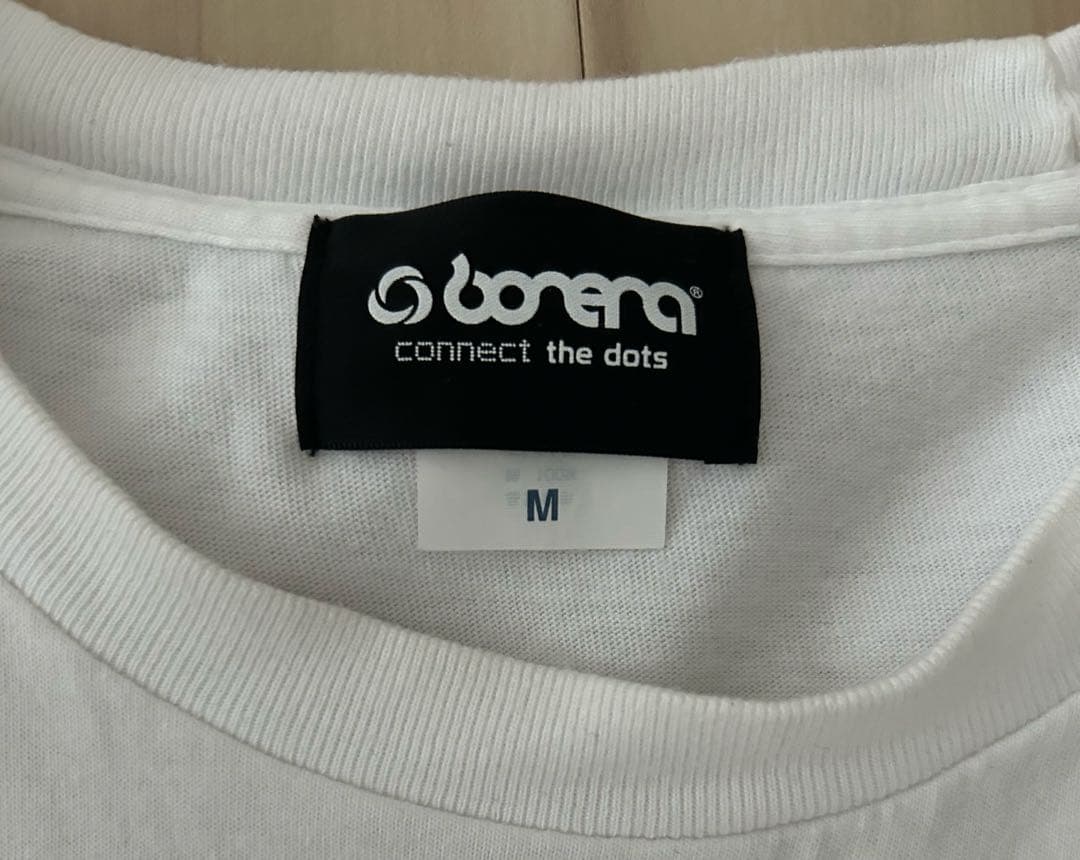 bonera®
connect the dots
M